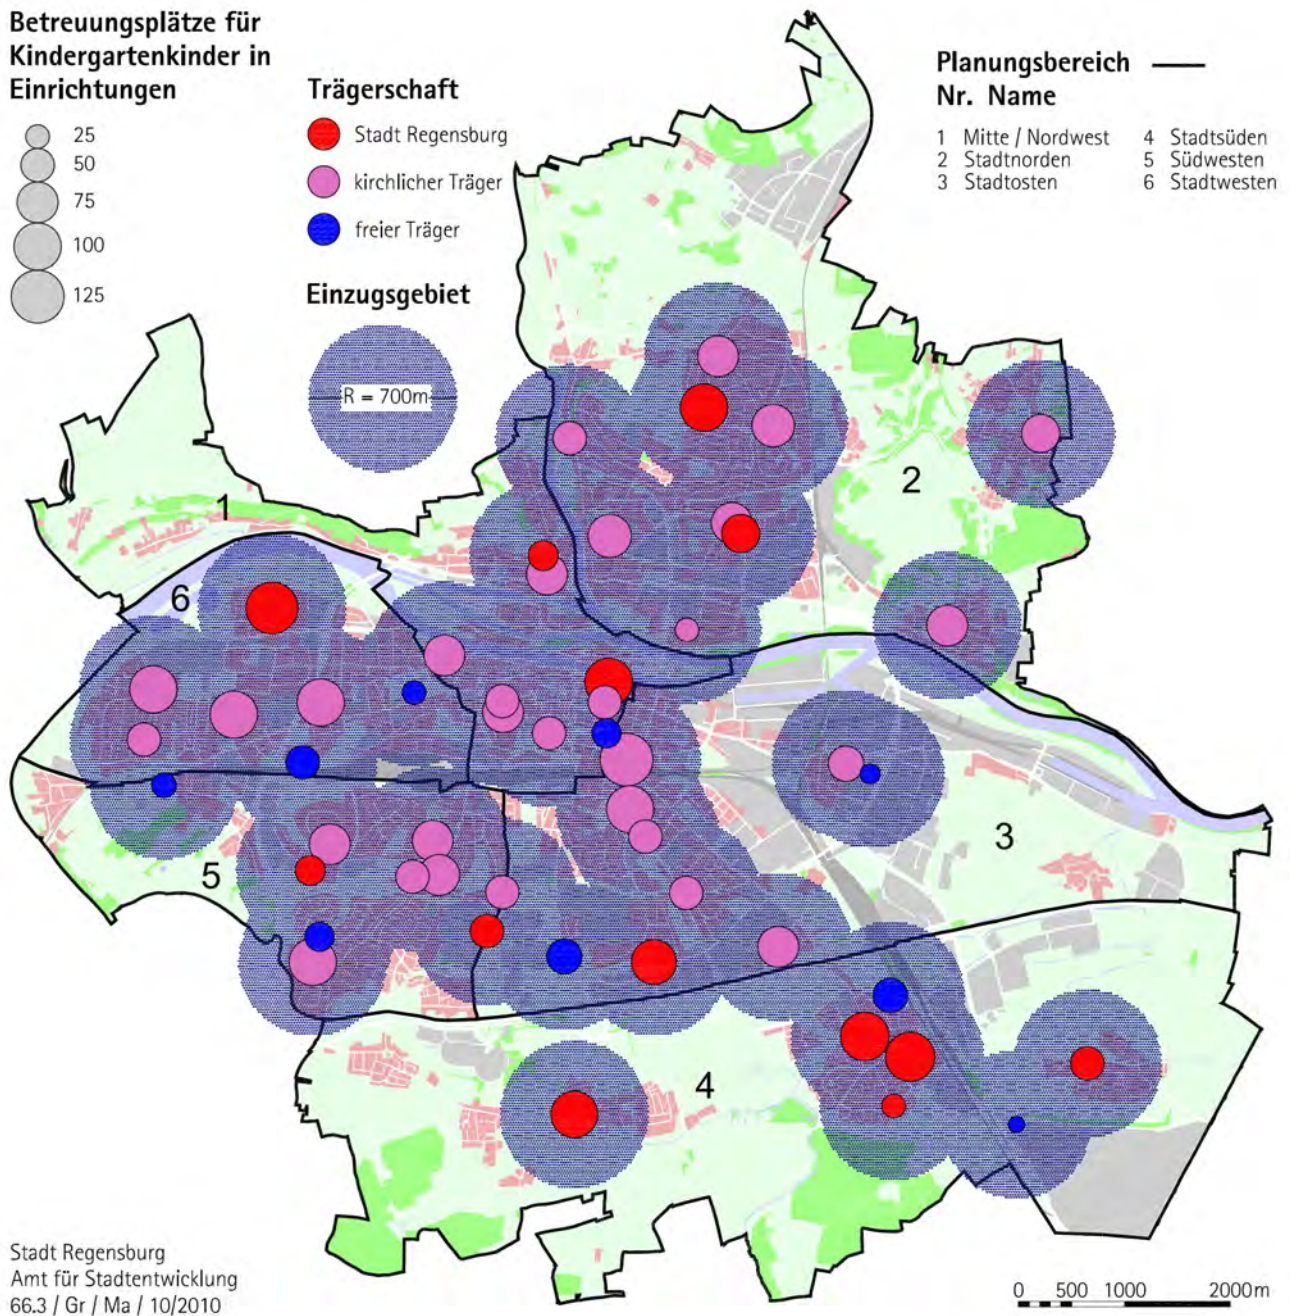 Betreuungsplätze für
Kindergartenkinder in
Einrichtungen
25
50
75
100
125
Trägerschaft
Stadt Regensburg
kirchlicher Träger
freier Träger
Einzugsgebiet
R = 700m
Planungsbereich
Nr. Name
1 Mitte / Nordwest
2 Stadtnorden
3 Stadtosten
4 Stadtsüden
5 Südwesten
6 Stadtwesten
1
2
6
3
5
4
Stadt Regensburg
Amt für Stadtentwicklung
66.3 / Gr / Ma / 10/2010
0 500 1000 2000m